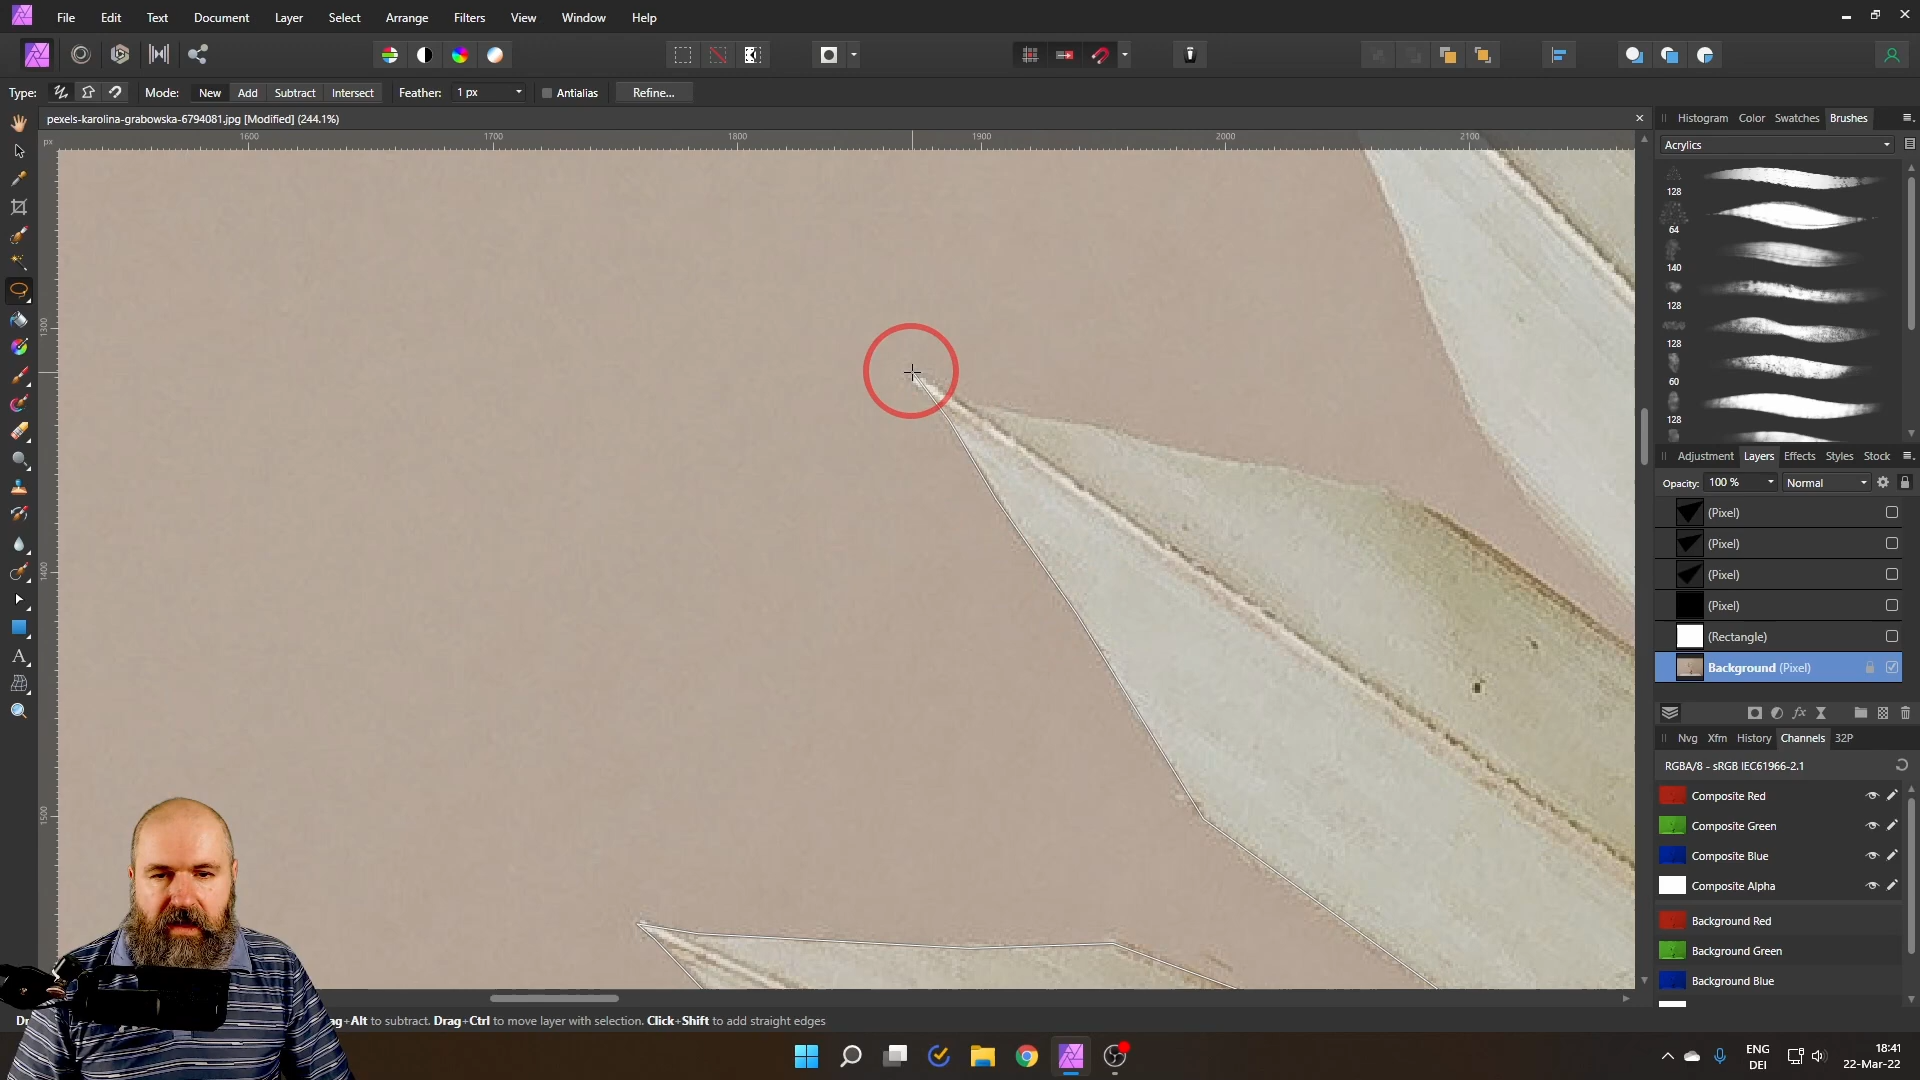 File Edit Text Document Layer Select Arrange Filters View Window Help
Type: Mode: New Add Subtract Intersect Feather: 1 px Antialias Refine...
pexels-karolina-grabowska-6794081.jpg [Modified] (244.1%)
Histogram Color Swatches Brushes
px 1600 1700 1800 1900 2000 2100
Acrylics
128
64
140
128
128
60
128
1300
1400
1500
Adjustment Layers Effects Styles Stock
Opacity: 100 % Normal
(Pixel)
(Pixel)
(Pixel)
(Pixel)
(Rectangle)
Background (Pixel)
fx
Nvg Xfm History Channels 32P
RGBA/8 - sRGB IEC61966-2.1
Composite Red
Composite Green
Composite Blue
Composite Alpha
Background Red
Background Green
Background Blue
+Alt to subtract. Drag+Ctrl to move layer with selection. Click+Shift to add straight edges
ENG
DEI
18:41
22-Mar-22